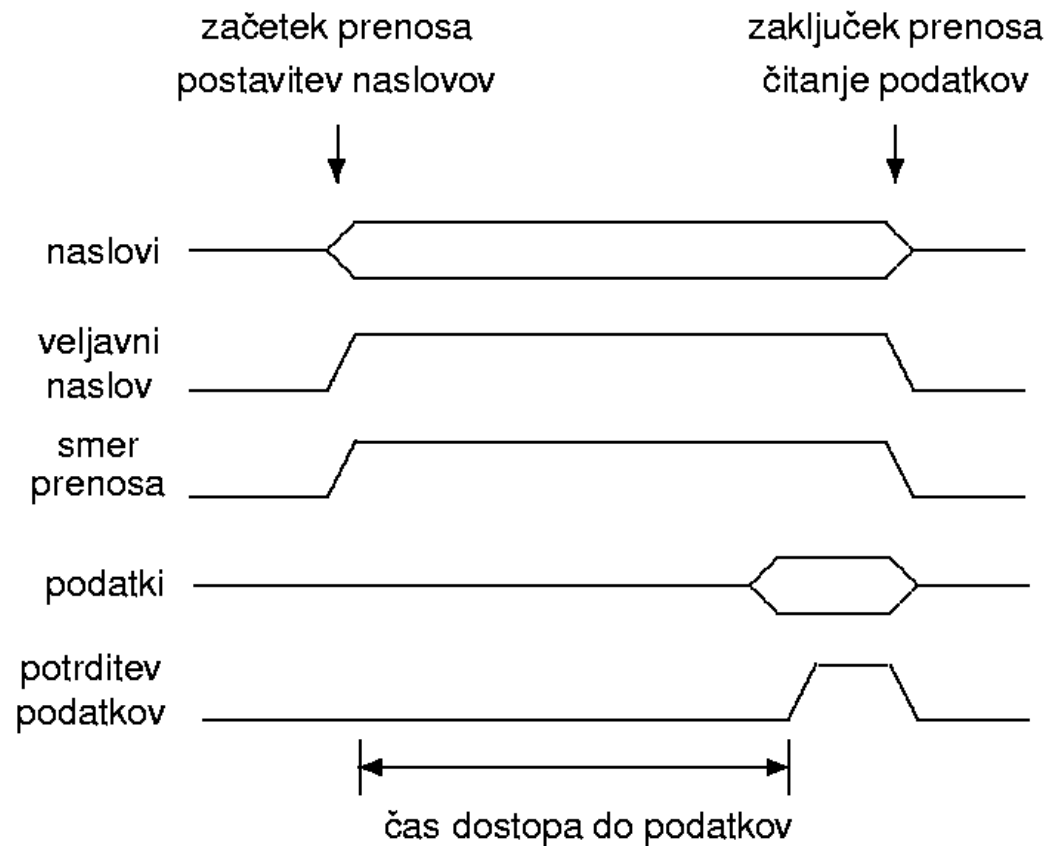 začetek prenosa
postavitev naslovov
zaključek prenosa
čitanje podatkov
naslovi
veljavni
naslov
smer
prenosa
podatki
potrditev
podatkov
čas dostopa do podatkov